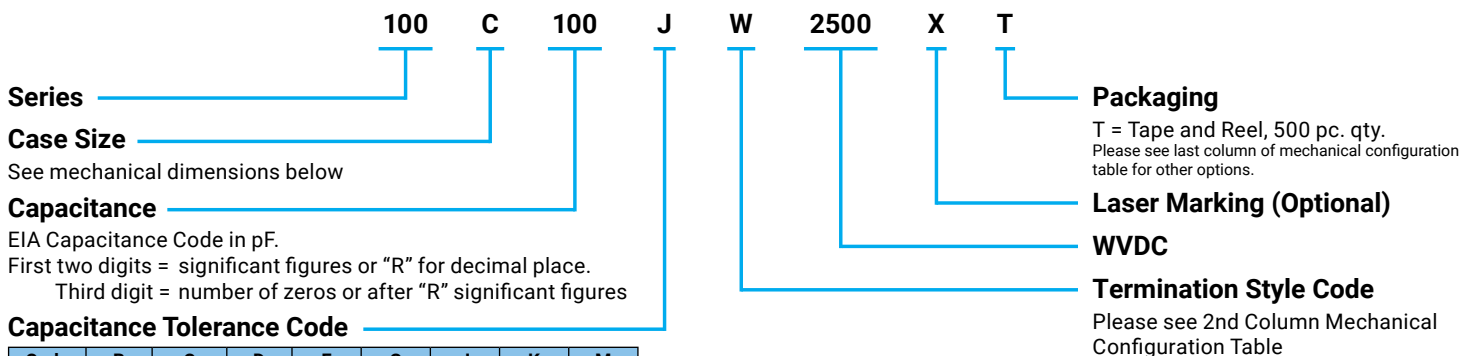 100 C 100 J W 2500 X T
Series
Case Size
See mechanical dimensions below
Capacitance
EIA Capacitance Code in pF.
First two digits = significant figures or “R” for decimal place.
Third digit = number of zeros or after “R” significant figures
Capacitance Tolerance Code
Packaging
T = Tape and Reel, 500 pc. qty.
Please see last column of mechanical configuration
table for other options.
Laser Marking (Optional)
WVDC
Termination Style Code
Please see 2nd Column Mechanical
Configuration Table